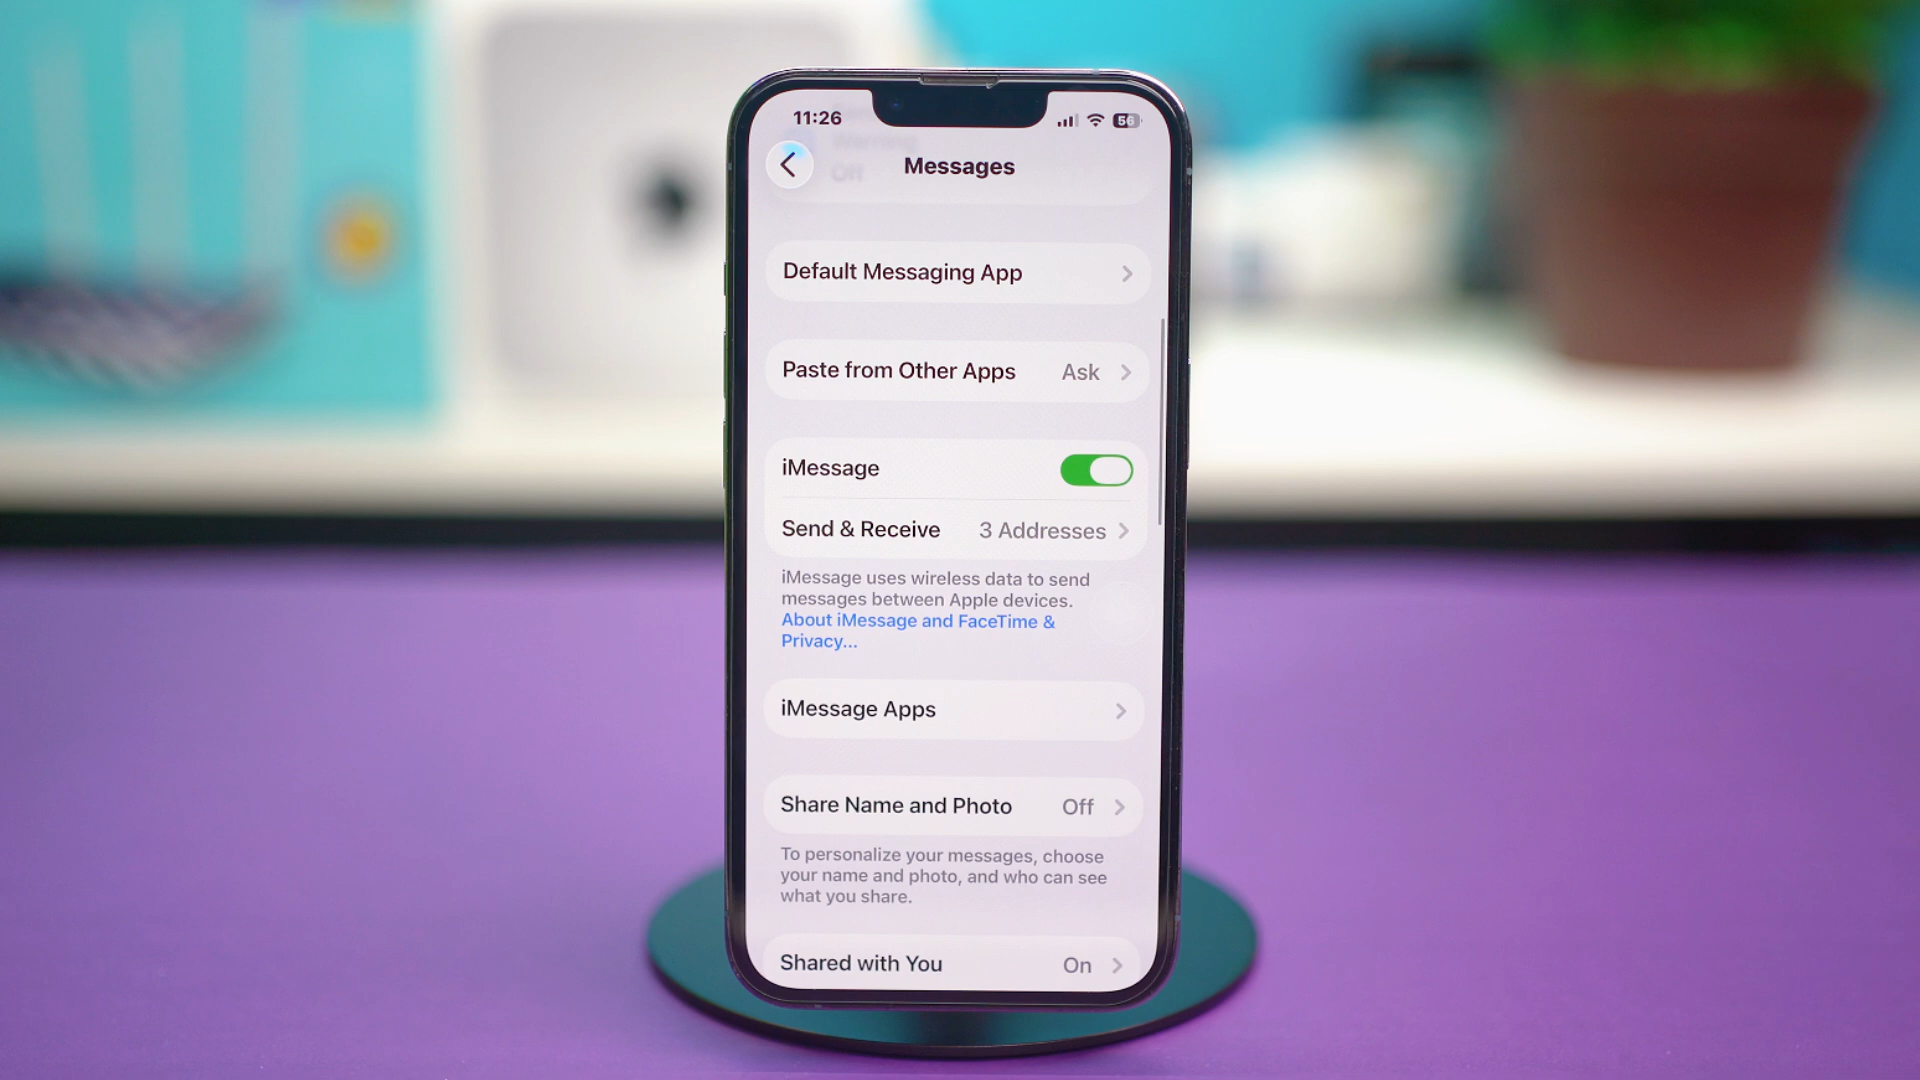 11:26
56
Warning
Off
Messages
Default Messaging App
Paste from Other Apps Ask
iMessage
Send & Receive 3 Addresses
iMessage uses wireless data to send
messages between Apple devices.
About iMessage and FaceTime &
Privacy...
iMessage Apps
Share Name and Photo Off
To personalize your messages, choose
your name and photo, and who can see
what you share.
Shared with You On